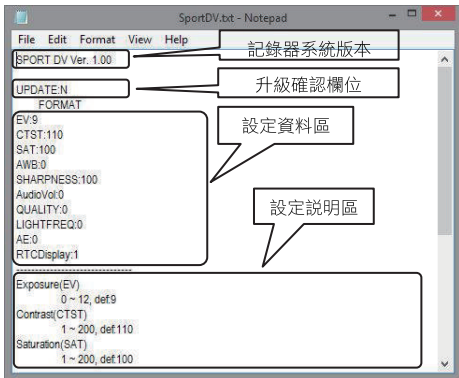 SportDV.txt - Notepad
File Edit Format View Help
SPORT DV Ver. 1.00
記錄器系統版本
UPDATE:N
升級確認欄位
FORMAT
EV:9
CTST:110
SAT:100
AWB:0
SHARPNESS:100
AudioVol:0
QUALITY:0
LIGHTFREQ:0
AE:0
RTCDisplay:1
設定資料區
設定説明區
------------------------------
Exposure(EV)
0 ~ 12, def:9
Contrast(CTST)
1 ~ 200, def:110
Saturation(SAT)
1 ~ 200, def:100